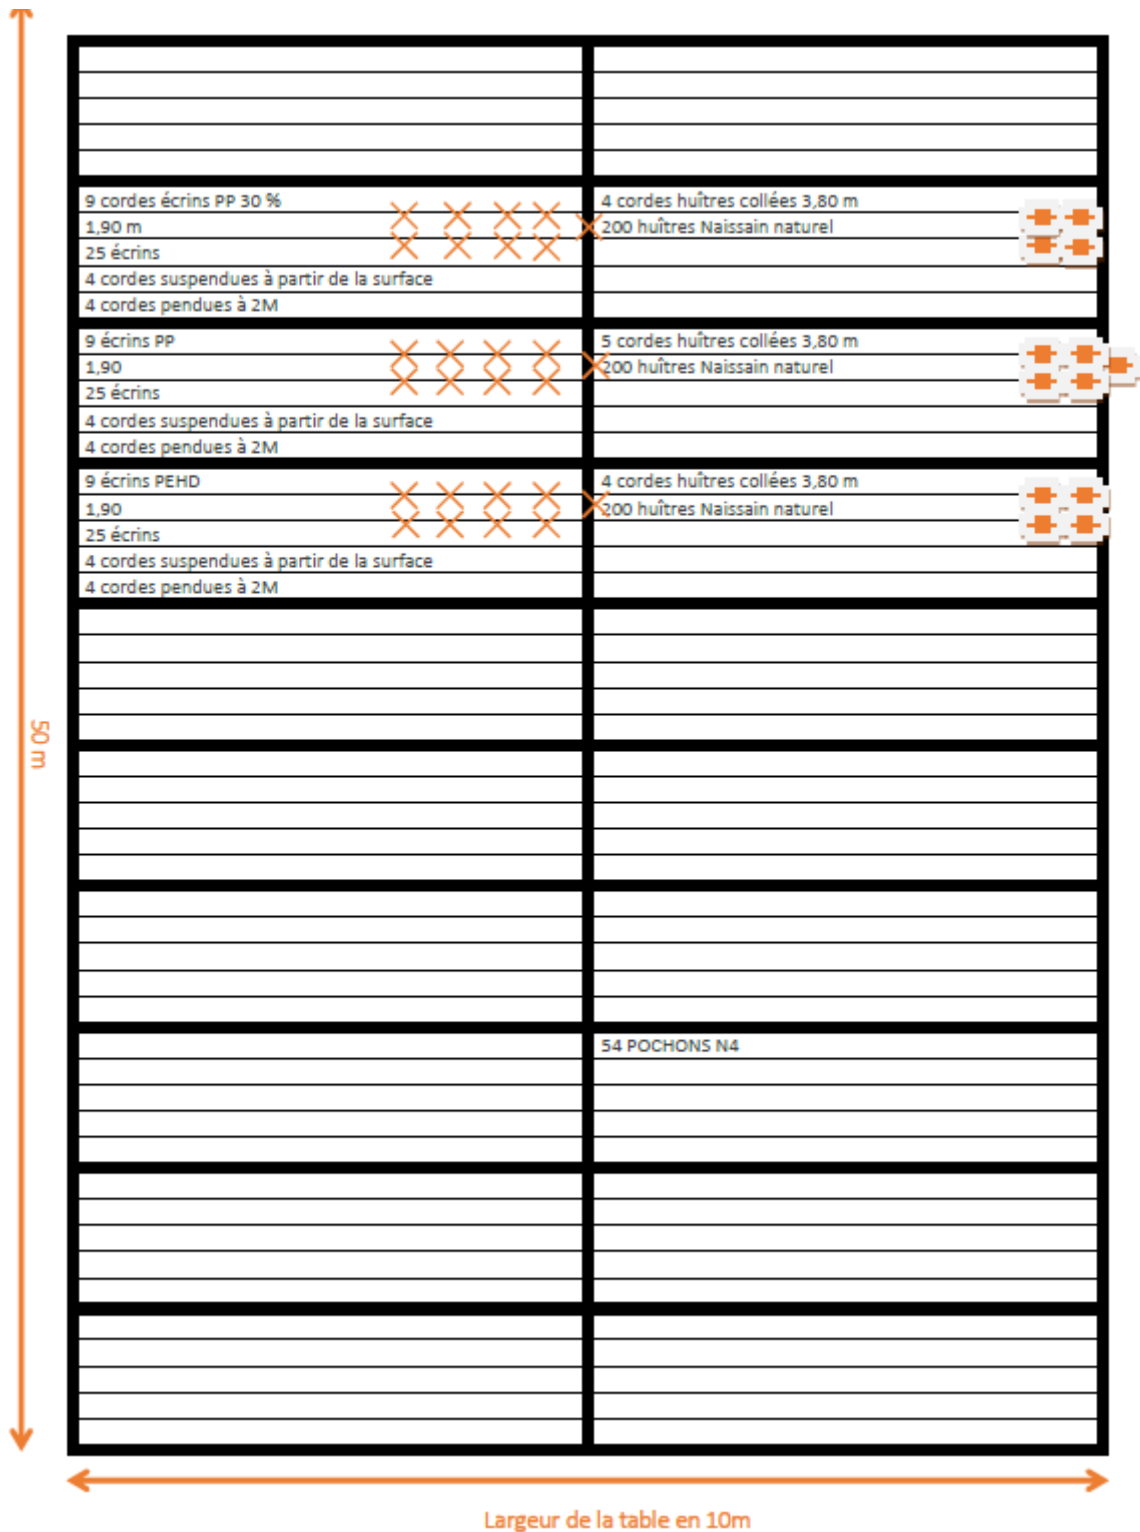 9 cordes écrins PP 30 %
1,90 m
25 écrins
4 cordes suspendues à partir de la surface
4 cordes pendues à 2M
4 cordes huîtres collées 3,80 m
200 huîtres Naissain naturel
9 écrins PP
1,90
25 écrins
4 cordes suspendues à partir de la surface
4 cordes pendues à 2M
5 cordes huîtres collées 3,80 m
200 huîtres Naissain naturel
9 écrins PEHD
1,90
25 écrins
4 cordes suspendues à partir de la surface
4 cordes pendues à 2M
4 cordes huîtres collées 3,80 m
200 huîtres Naissain naturel
50 m
54 POCHONS N4
Largeur de la table en 10m